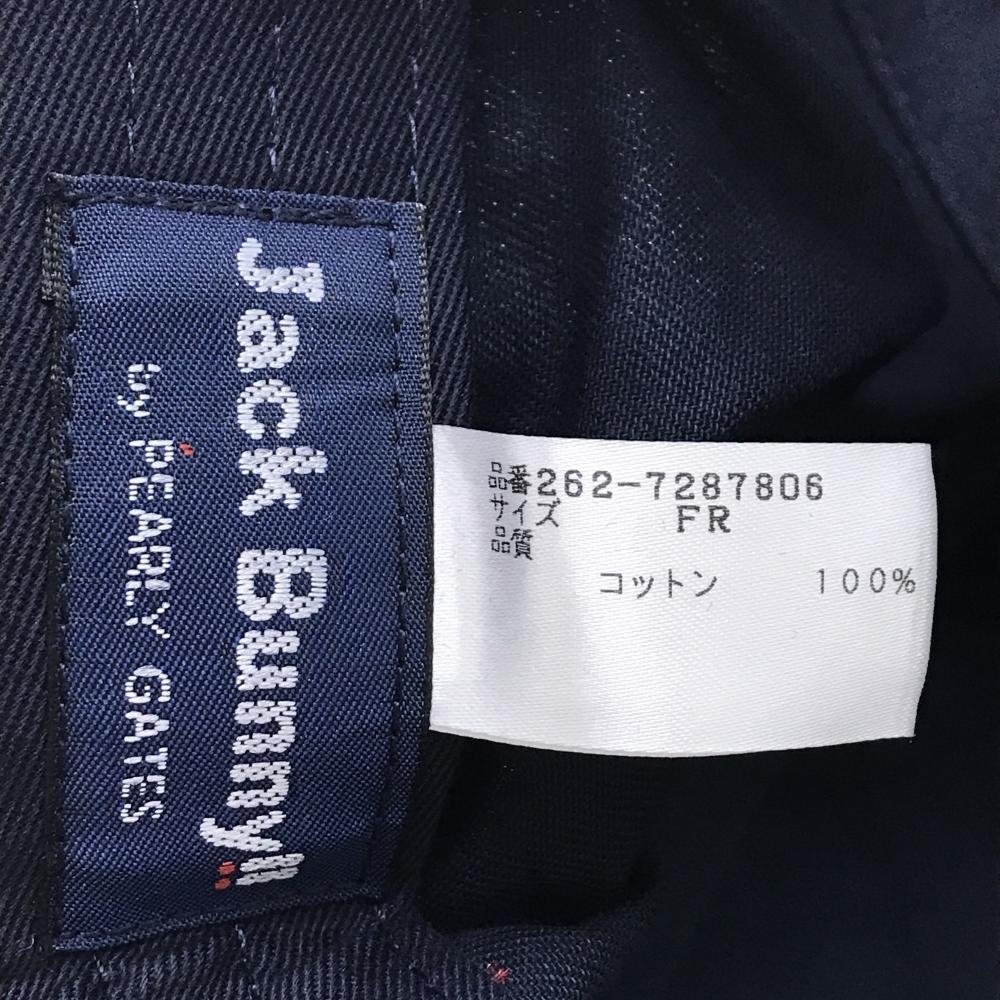 Jack Bunny!!
by PEARLY GATES
品番262-7287806
サイズ FR
品質
コットン 100%